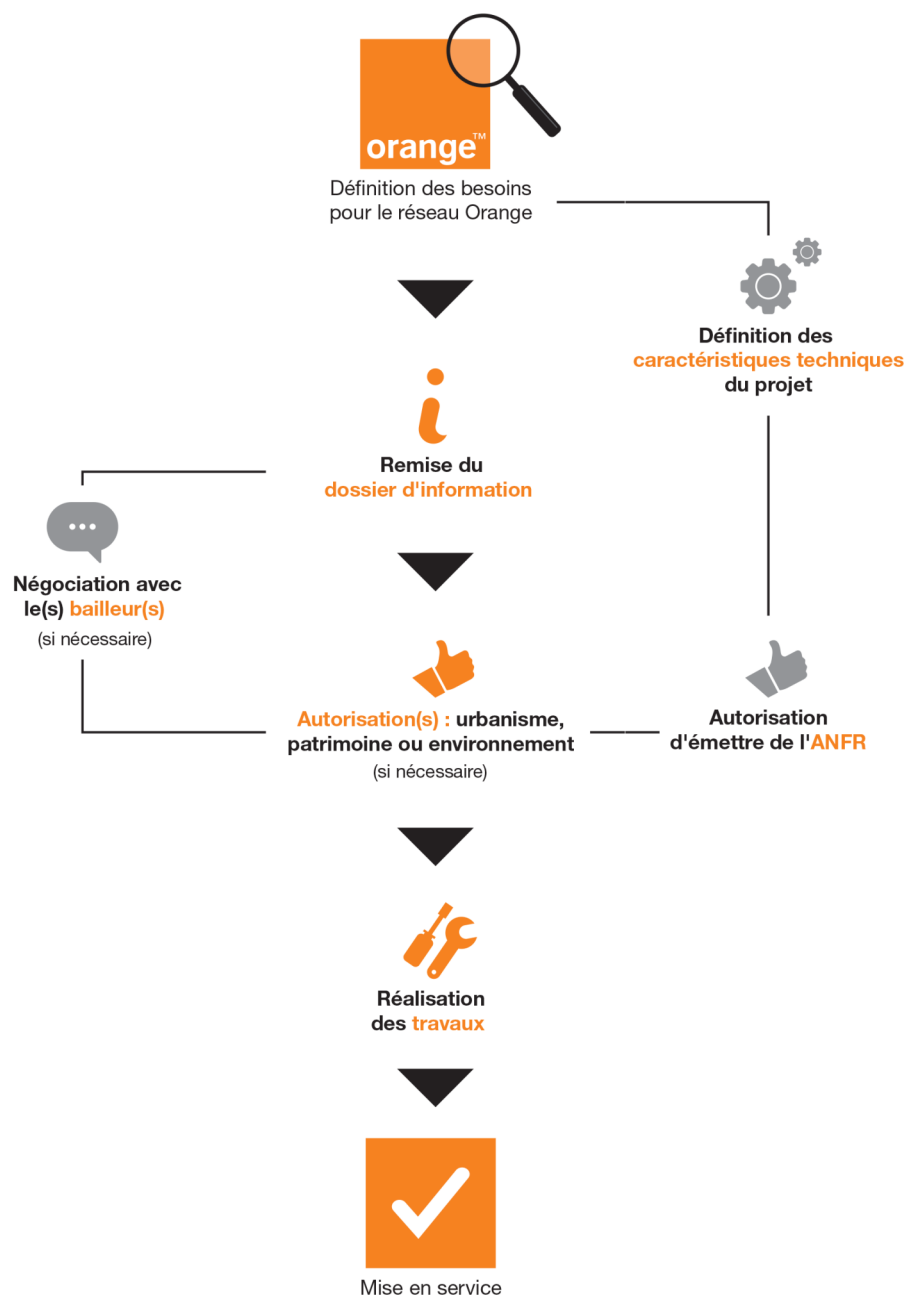 orange™
Définition des besoins
pour le réseau Orange
Définition des
caractéristiques techniques
du projet
Remise du
dossier d'information
Négociation avec
le(s) bailleur(s)
(si nécessaire)
Autorisation(s) : urbanisme,
patrimoine ou environnement
(si nécessaire)
Autorisation
d'émettre de l'ANFR
Réalisation
des travaux
Mise en service